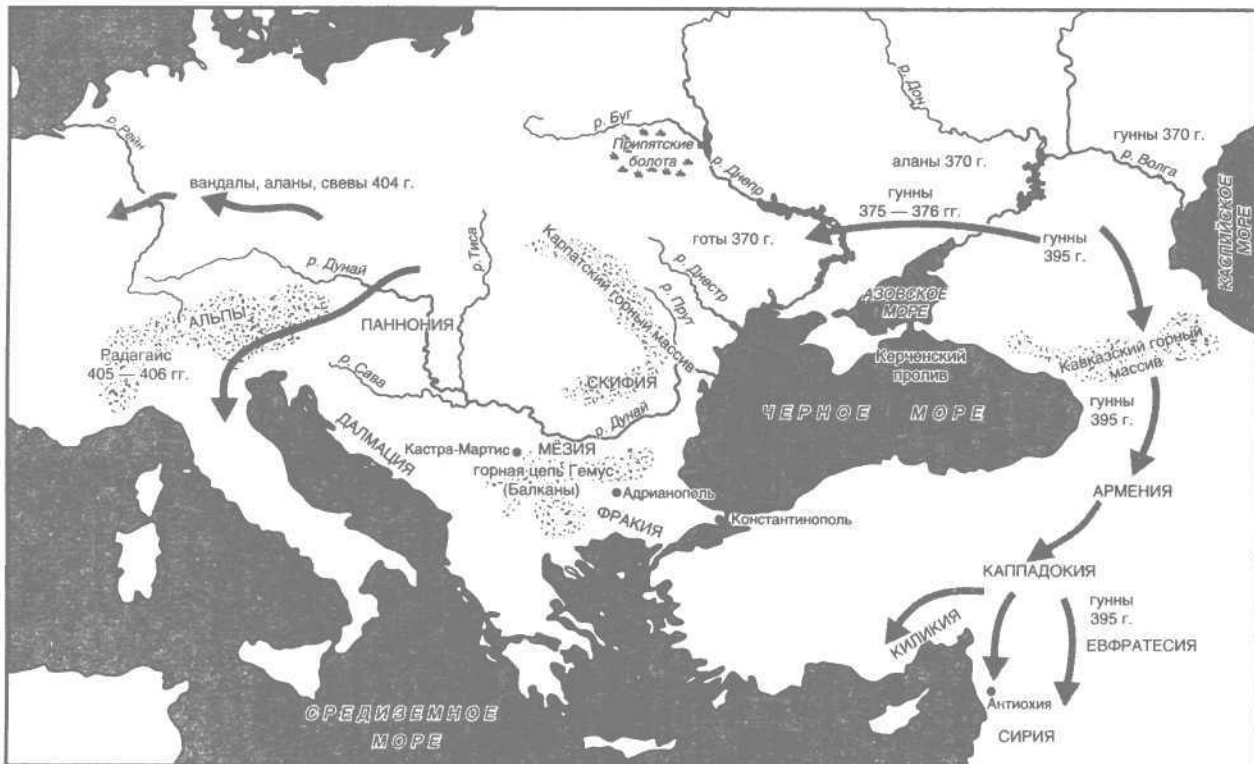 р. Рейн
р. Буг
Припятские
болота
р. Днепр
р. Дон
гунны 370 г.
аланы 370 г.
р. Волга
КАСПИЙСКОЕ
МОРЕ
вандалы, аланы, свевы 404 г.
гунны
375 — 376 гг.
готы 370 г.
гунны
395 г.
р. Дунай
р. Тиса
Карпатский горный массив
р. Днестр
р. Прут
АЗОВСКОЕ
МОРЕ
АЛЬПЫ
ПАННОНИЯ
Радагайс
405 — 406 гг.
р. Сава
СКИФИЯ
Керченский
пролив
Кавказский горный
массив
гунны
395 г.
ЧЕРНОЕ МОРЕ
р. Дунай
ДАЛМАЦИЯ
Кастра-Мартис
МЁЗИЯ
горная цепь Гемус
(Балканы)
Адрианополь
ФРАКИЯ
Константинополь
АРМЕНИЯ
КАППАДОКИЯ
гунны
395 г.
КИЛИКИЯ
ЕВФРАТЕСИЯ
Антиохия
СИРИЯ
СРЕДИЗЕМНОЕ
МОРЕ